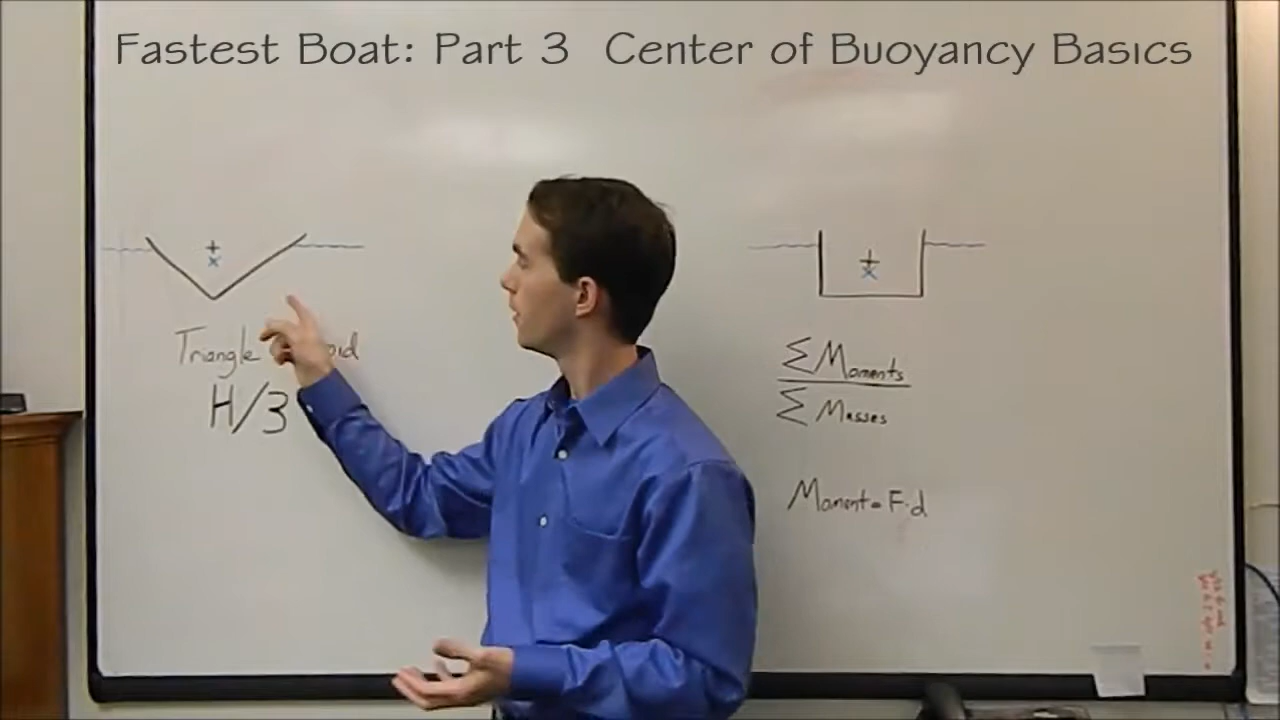 Fastest Boat: Part 3 Center of Buoyancy Basics
Triangle
H/3
ΣMoments
ΣMasses
Moment=F·d